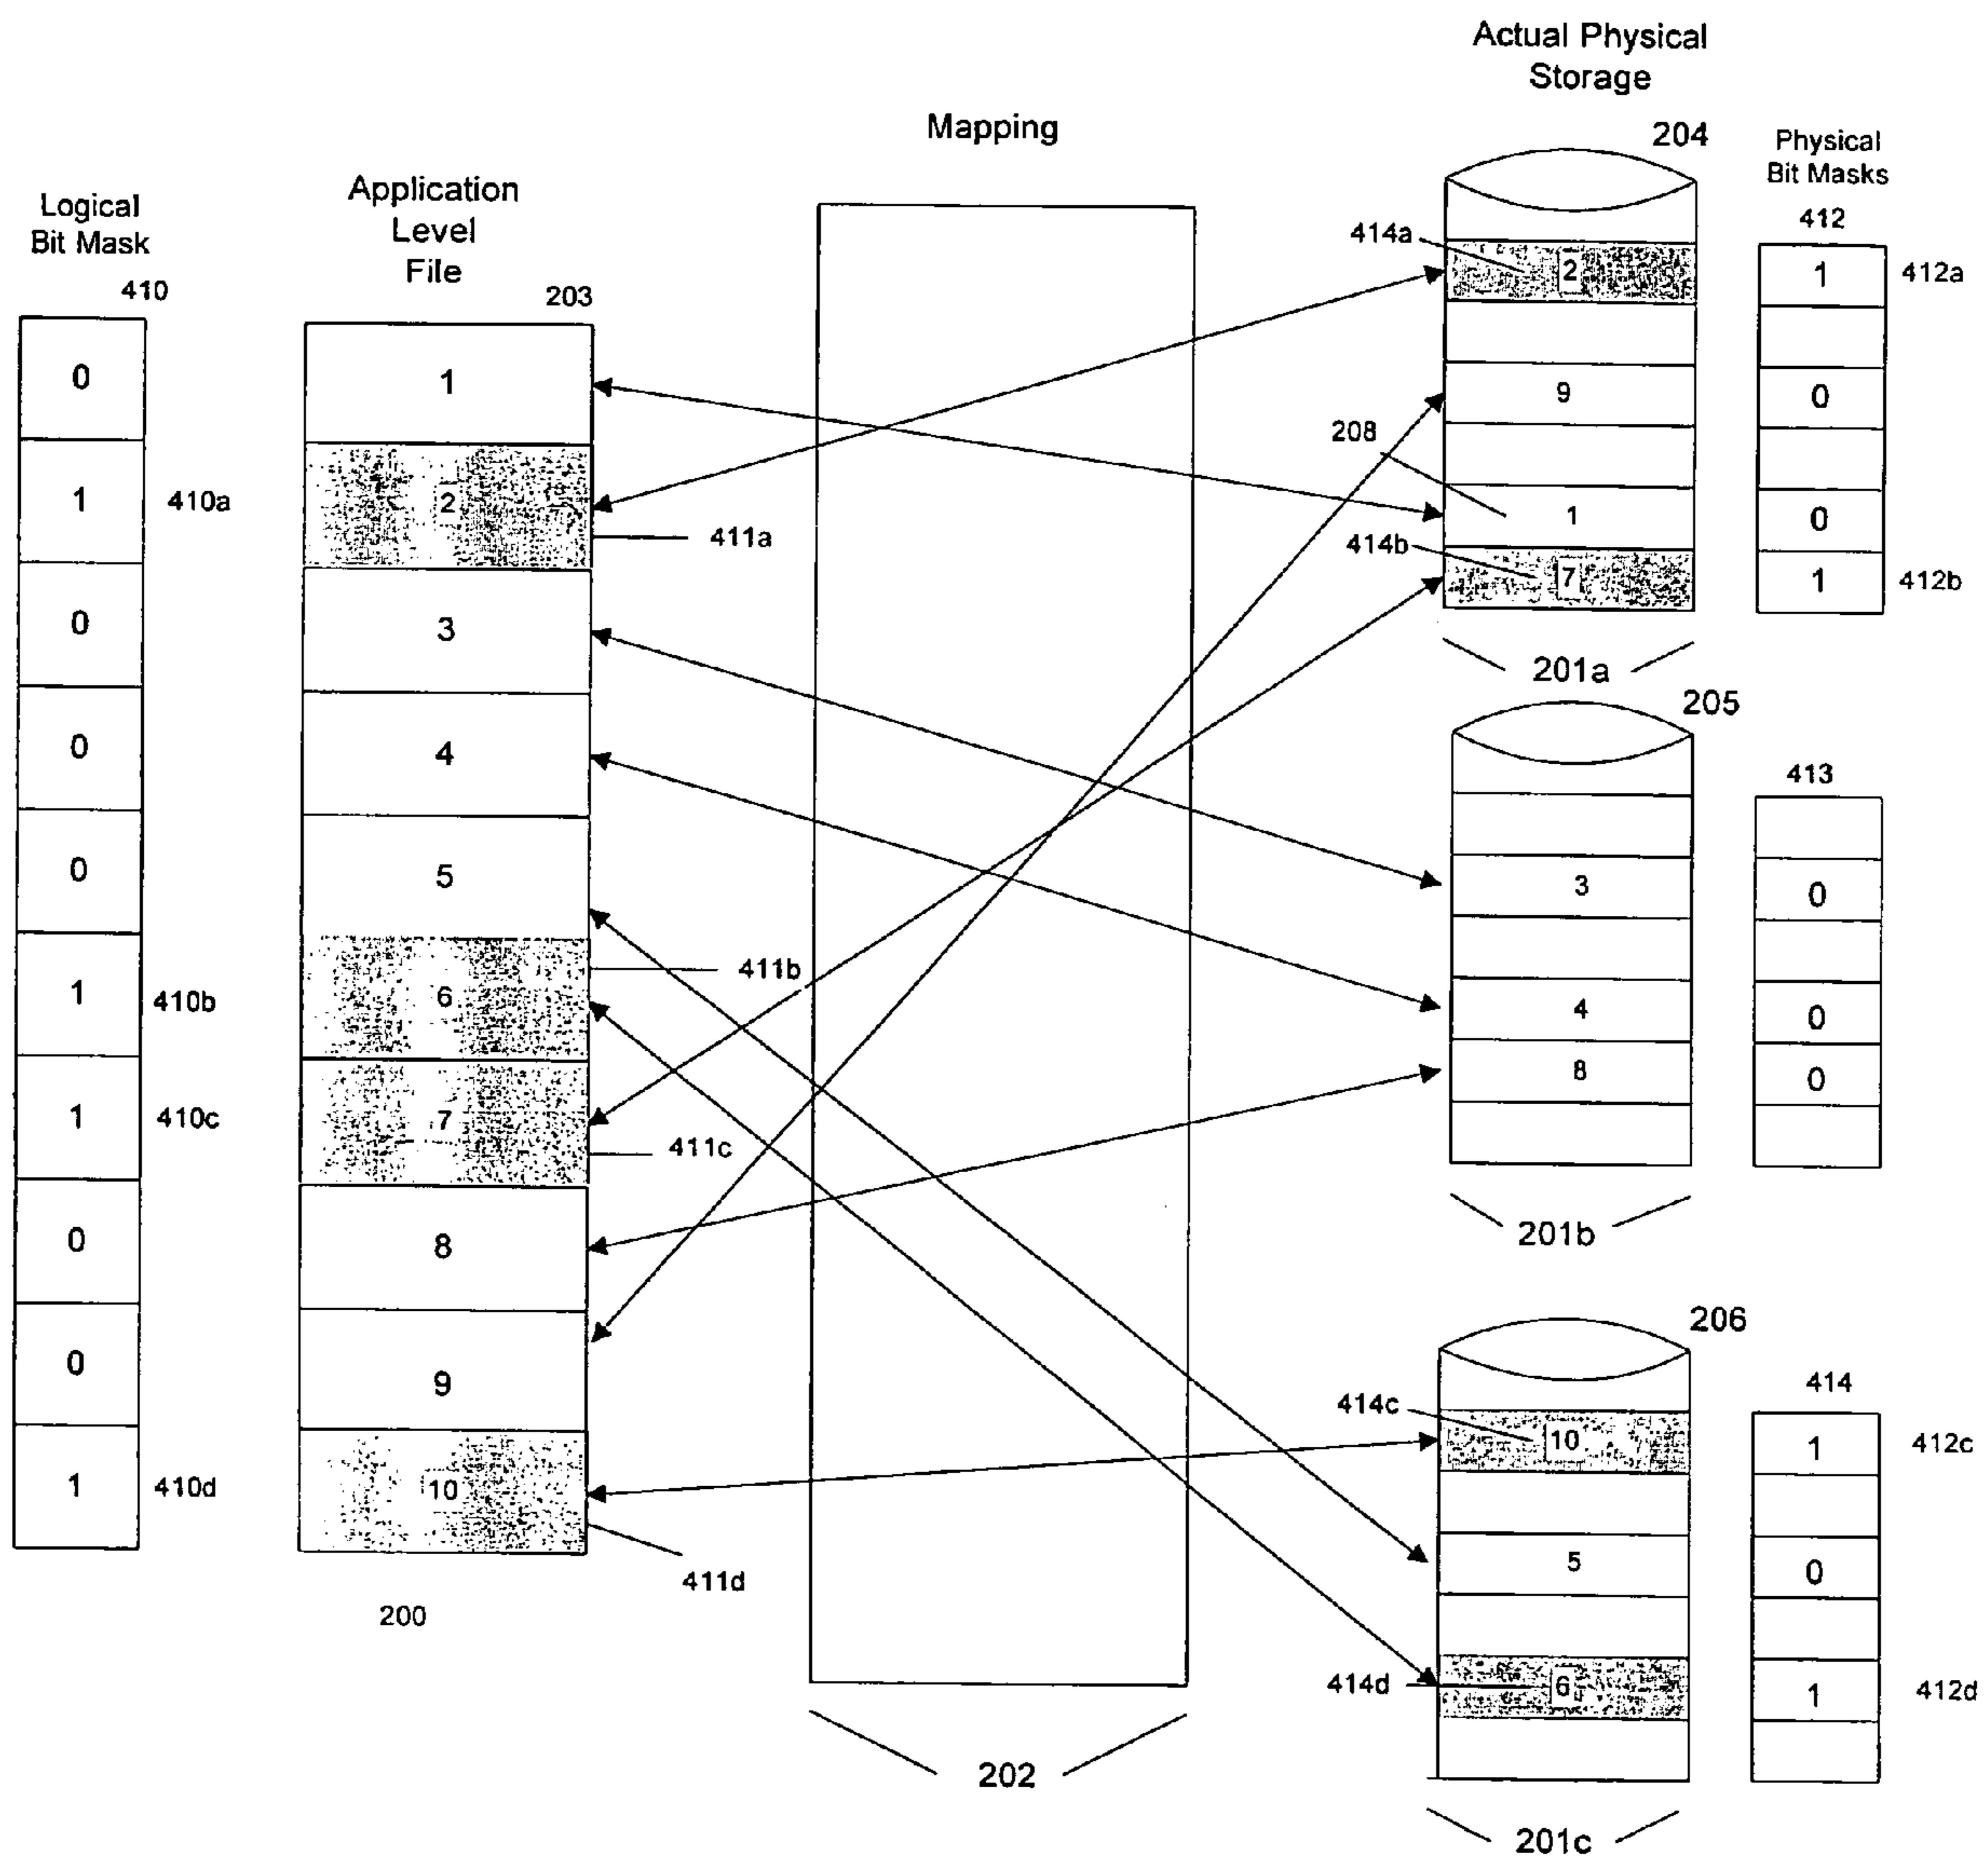 Actual Physical
Storage
Mapping
204
Physical
Bit Masks
412
Logical
Bit Mask
410
Application
Level
File
203
0
1
410a
0
0
0
1
410b
1
410c
0
0
1
410d
1
2
411a
3
4
5
6
411b
7
411c
8
9
10
411d
200
202
414a
2
9
208
1
414b
7
201a
1
412a
0
0
1
412b
205
3
4
8
201b
413
0
0
0
206
414c
10
5
414d
6
201c
414
1
412c
0
1
412d